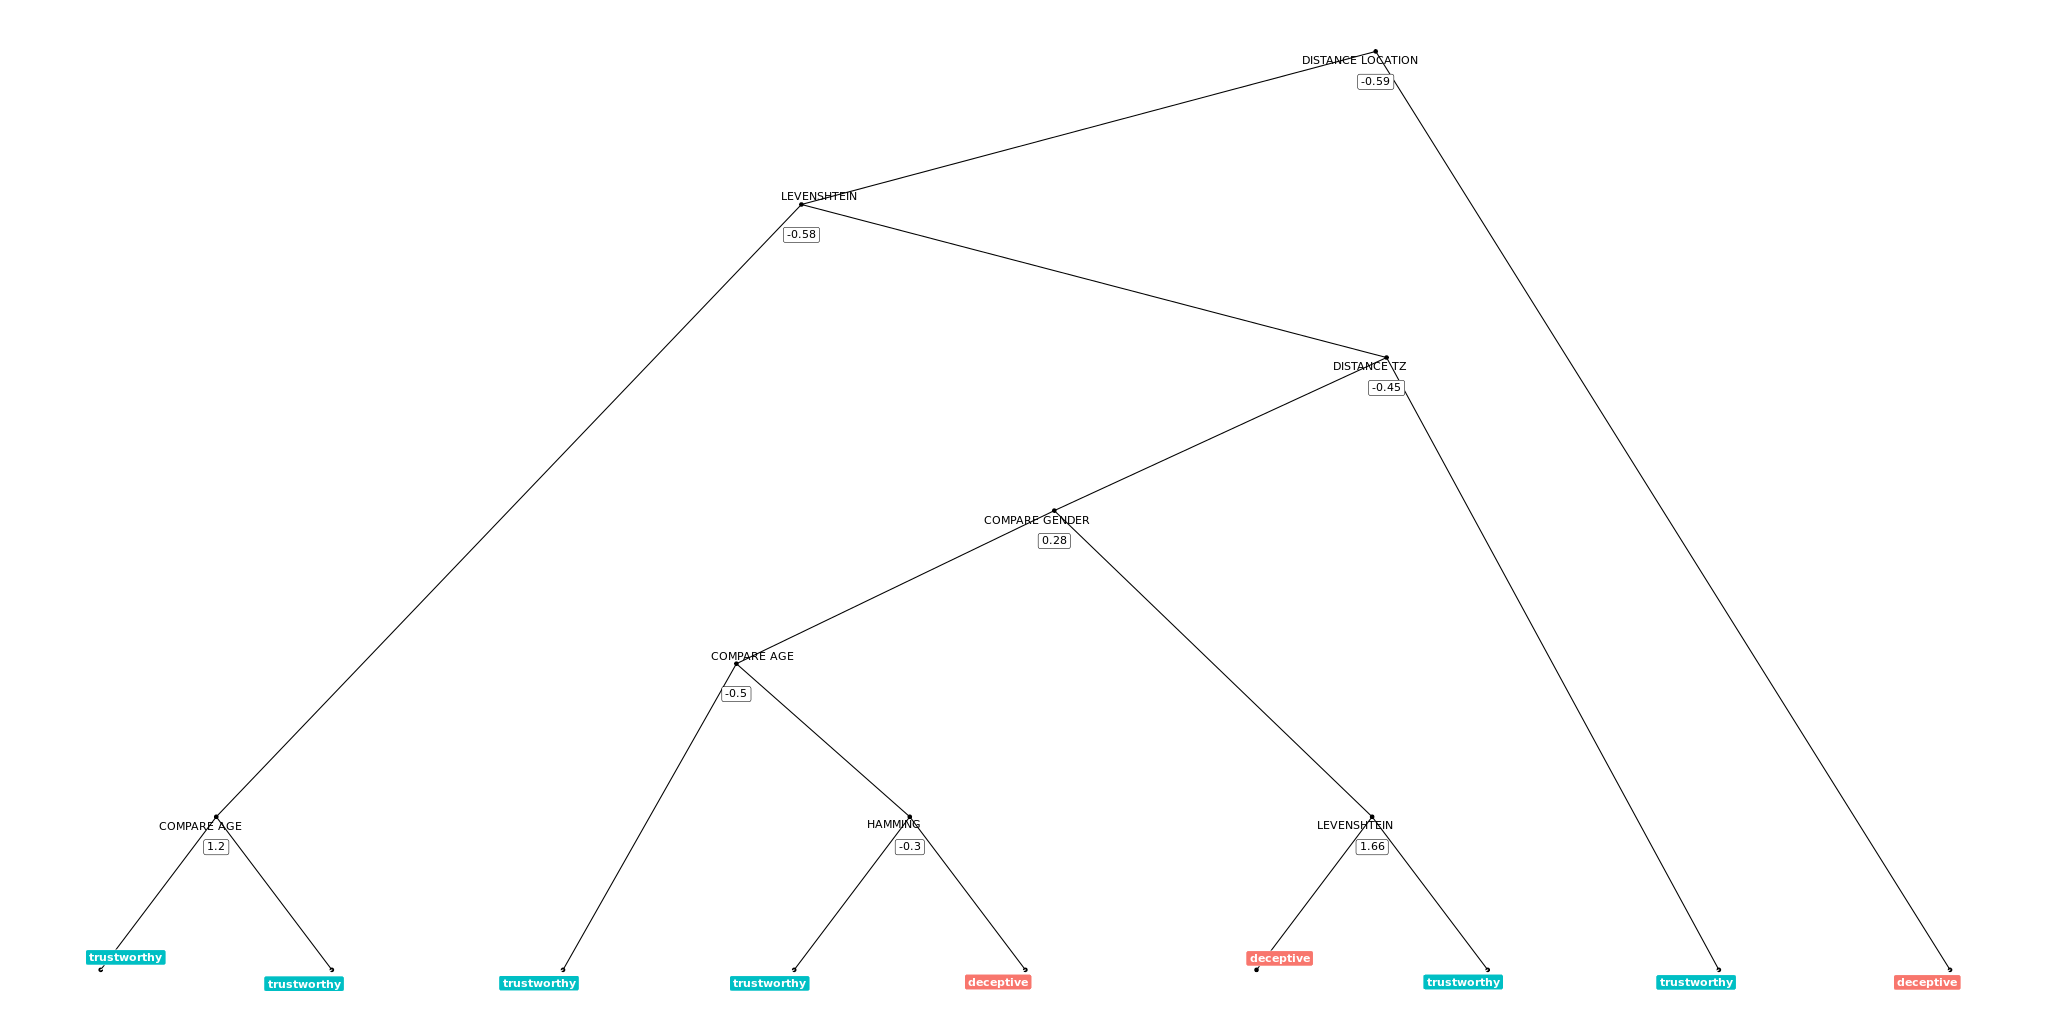 DISTANCE LOCATION
-0.59
LEVENSHTEIN
-0.58
DISTANCE TZ
-0.45
COMPARE GENDER
0.28
COMPARE AGE
-0.5
COMPARE AGE
1.2
HAMMING
-0.3
LEVENSHTEIN
1.66
trustworthy
trustworthy
trustworthy
trustworthy
deceptive
deceptive
trustworthy
trustworthy
deceptive